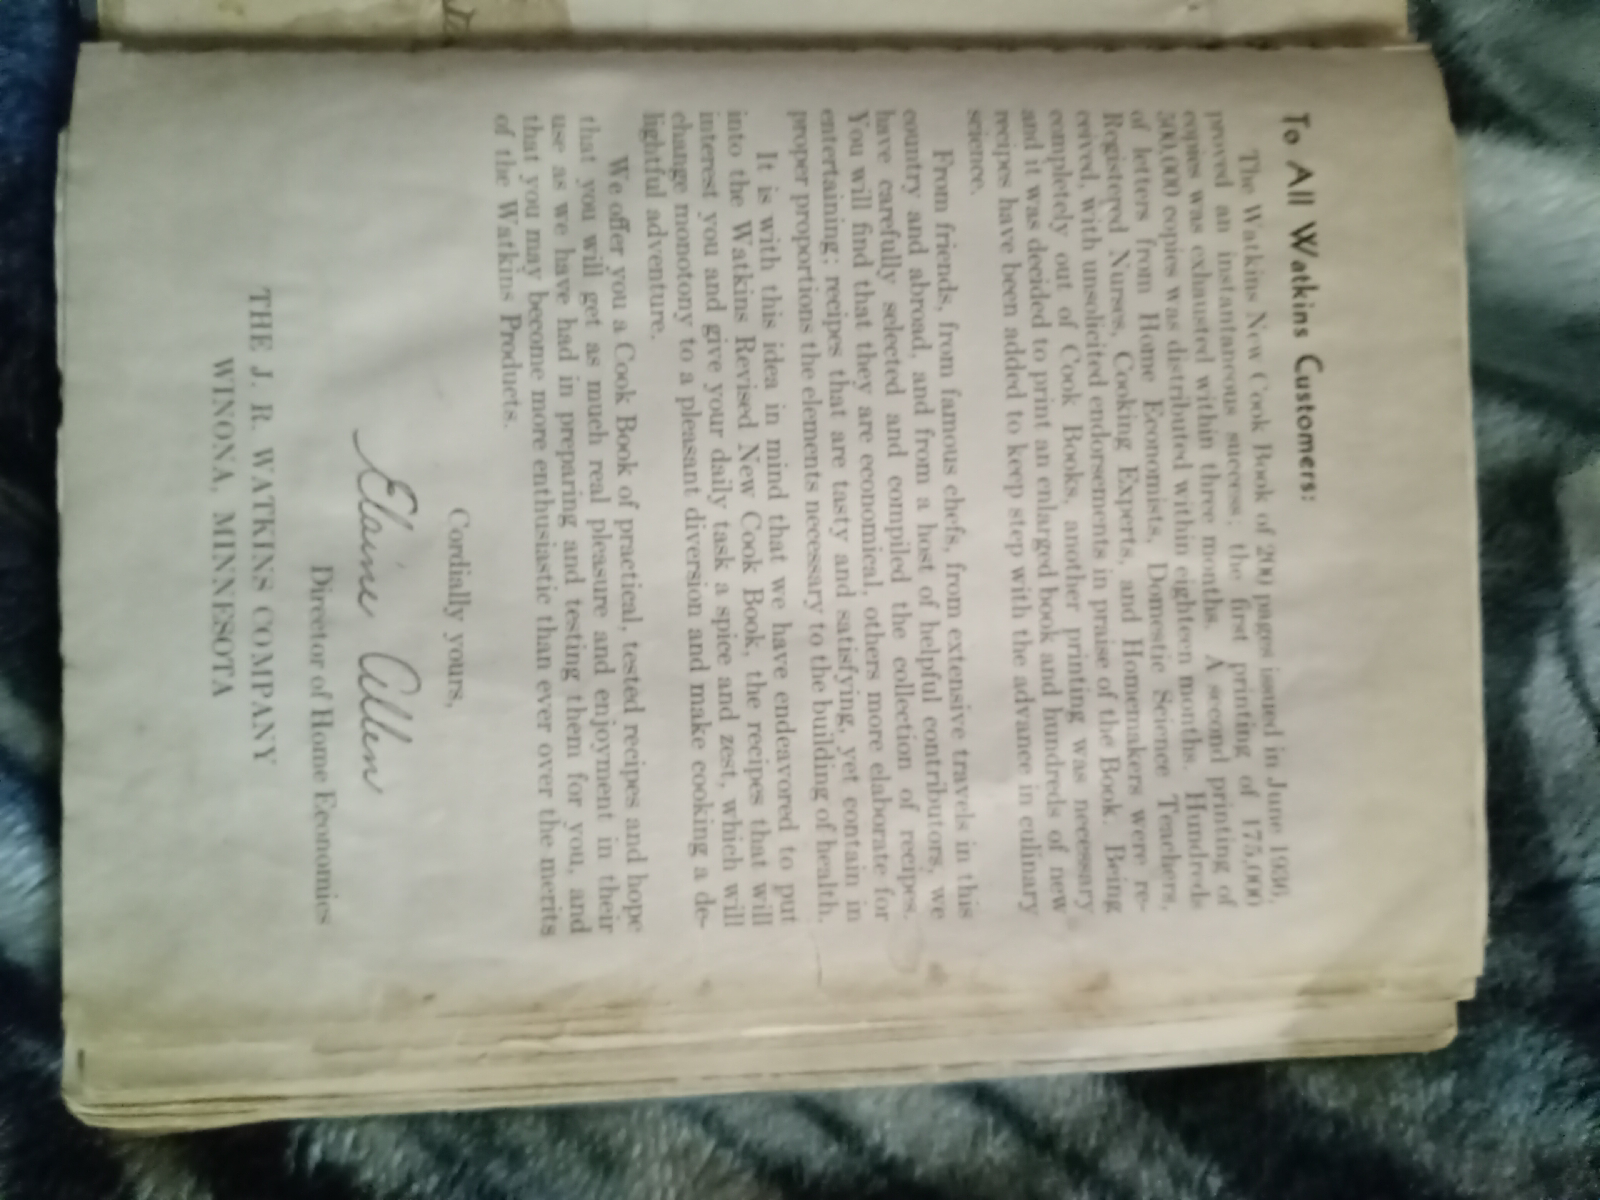 To All Watkins Customers:
The Watkins New Cook Book of 200 pages issued in June 1936,
proved an instantaneous success; the first printing of 175,000
copies was exhausted within three months. A second printing of
500,000 copies was distributed within eighteen months. Hundreds
of letters from Home Economists, Domestic Science Teachers,
Registered Nurses, Cooking Experts, and Homemakers were re-
ceived, with unsolicited endorsements in praise of the Book. Being
completely out of Cook Books, another printing was necessary
and it was decided to print an enlarged book and hundreds of new
recipes have been added to keep step with the advance in culinary
science.
From friends, from famous chefs, from extensive travels in this
country and abroad, and from a host of helpful contributors, we
have carefully selected and compiled the collection of recipes.
You will find that they are economical, others more elaborate for
entertaining; recipes that are tasty and satisfying, yet contain in
proper proportions the elements necessary to the building of health.
It is with this idea in mind that we have endeavored to put
into the Watkins Revised New Cook Book, the recipes that will
interest you and give your daily task a spice and zest, which will
change monotony to a pleasant diversion and make cooking a de-
lightful adventure.
We offer you a Cook Book of practical, tested recipes and hope
that you will get as much real pleasure and enjoyment in their
use as we have had in preparing and testing them for you, and
that you may become more enthusiastic than ever over the merits
of the Watkins Products.
Cordially yours,
Elaine Allen
Director of Home Economics
THE J. R. WATKINS COMPANY
WINONA, MINNESOTA